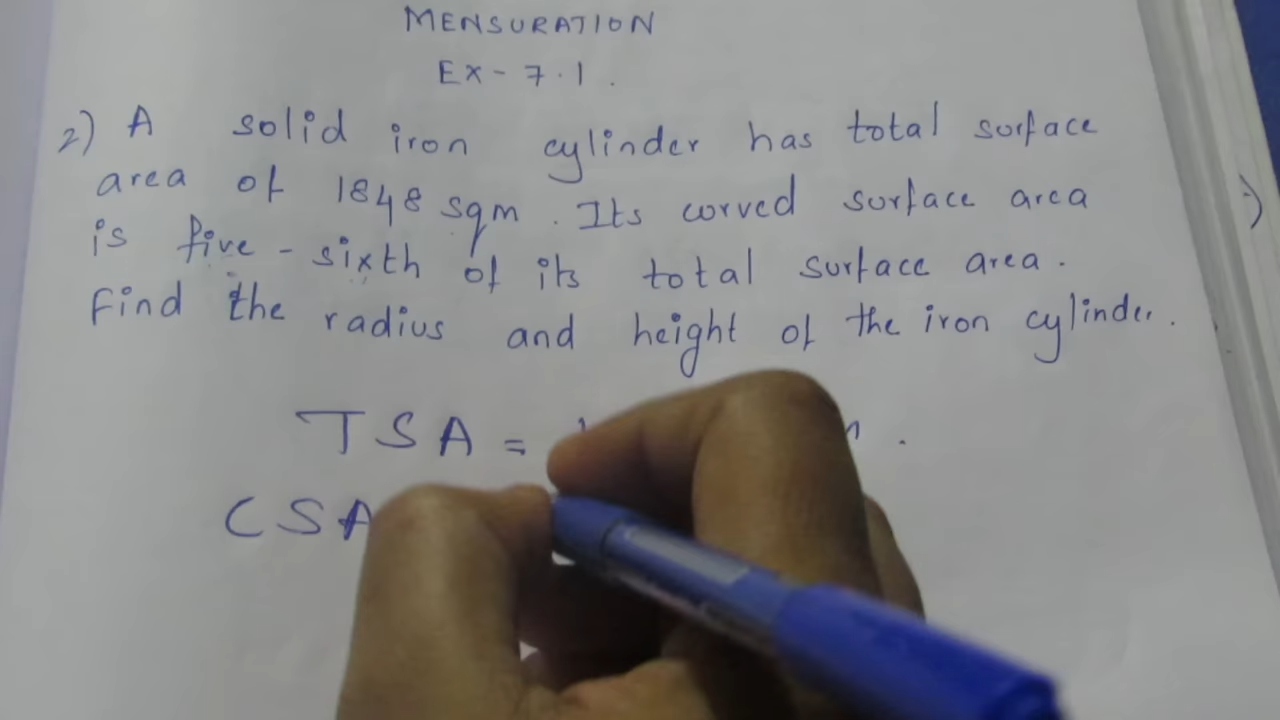 MENSURATION
EX - 7.1.
2) A solid iron cylinder has total surface
area of 1848 sqm. Its corved surface area
is five - sixth of its total surface area.
Find the radius and height of the iron cylinder.
TSA =
CSA